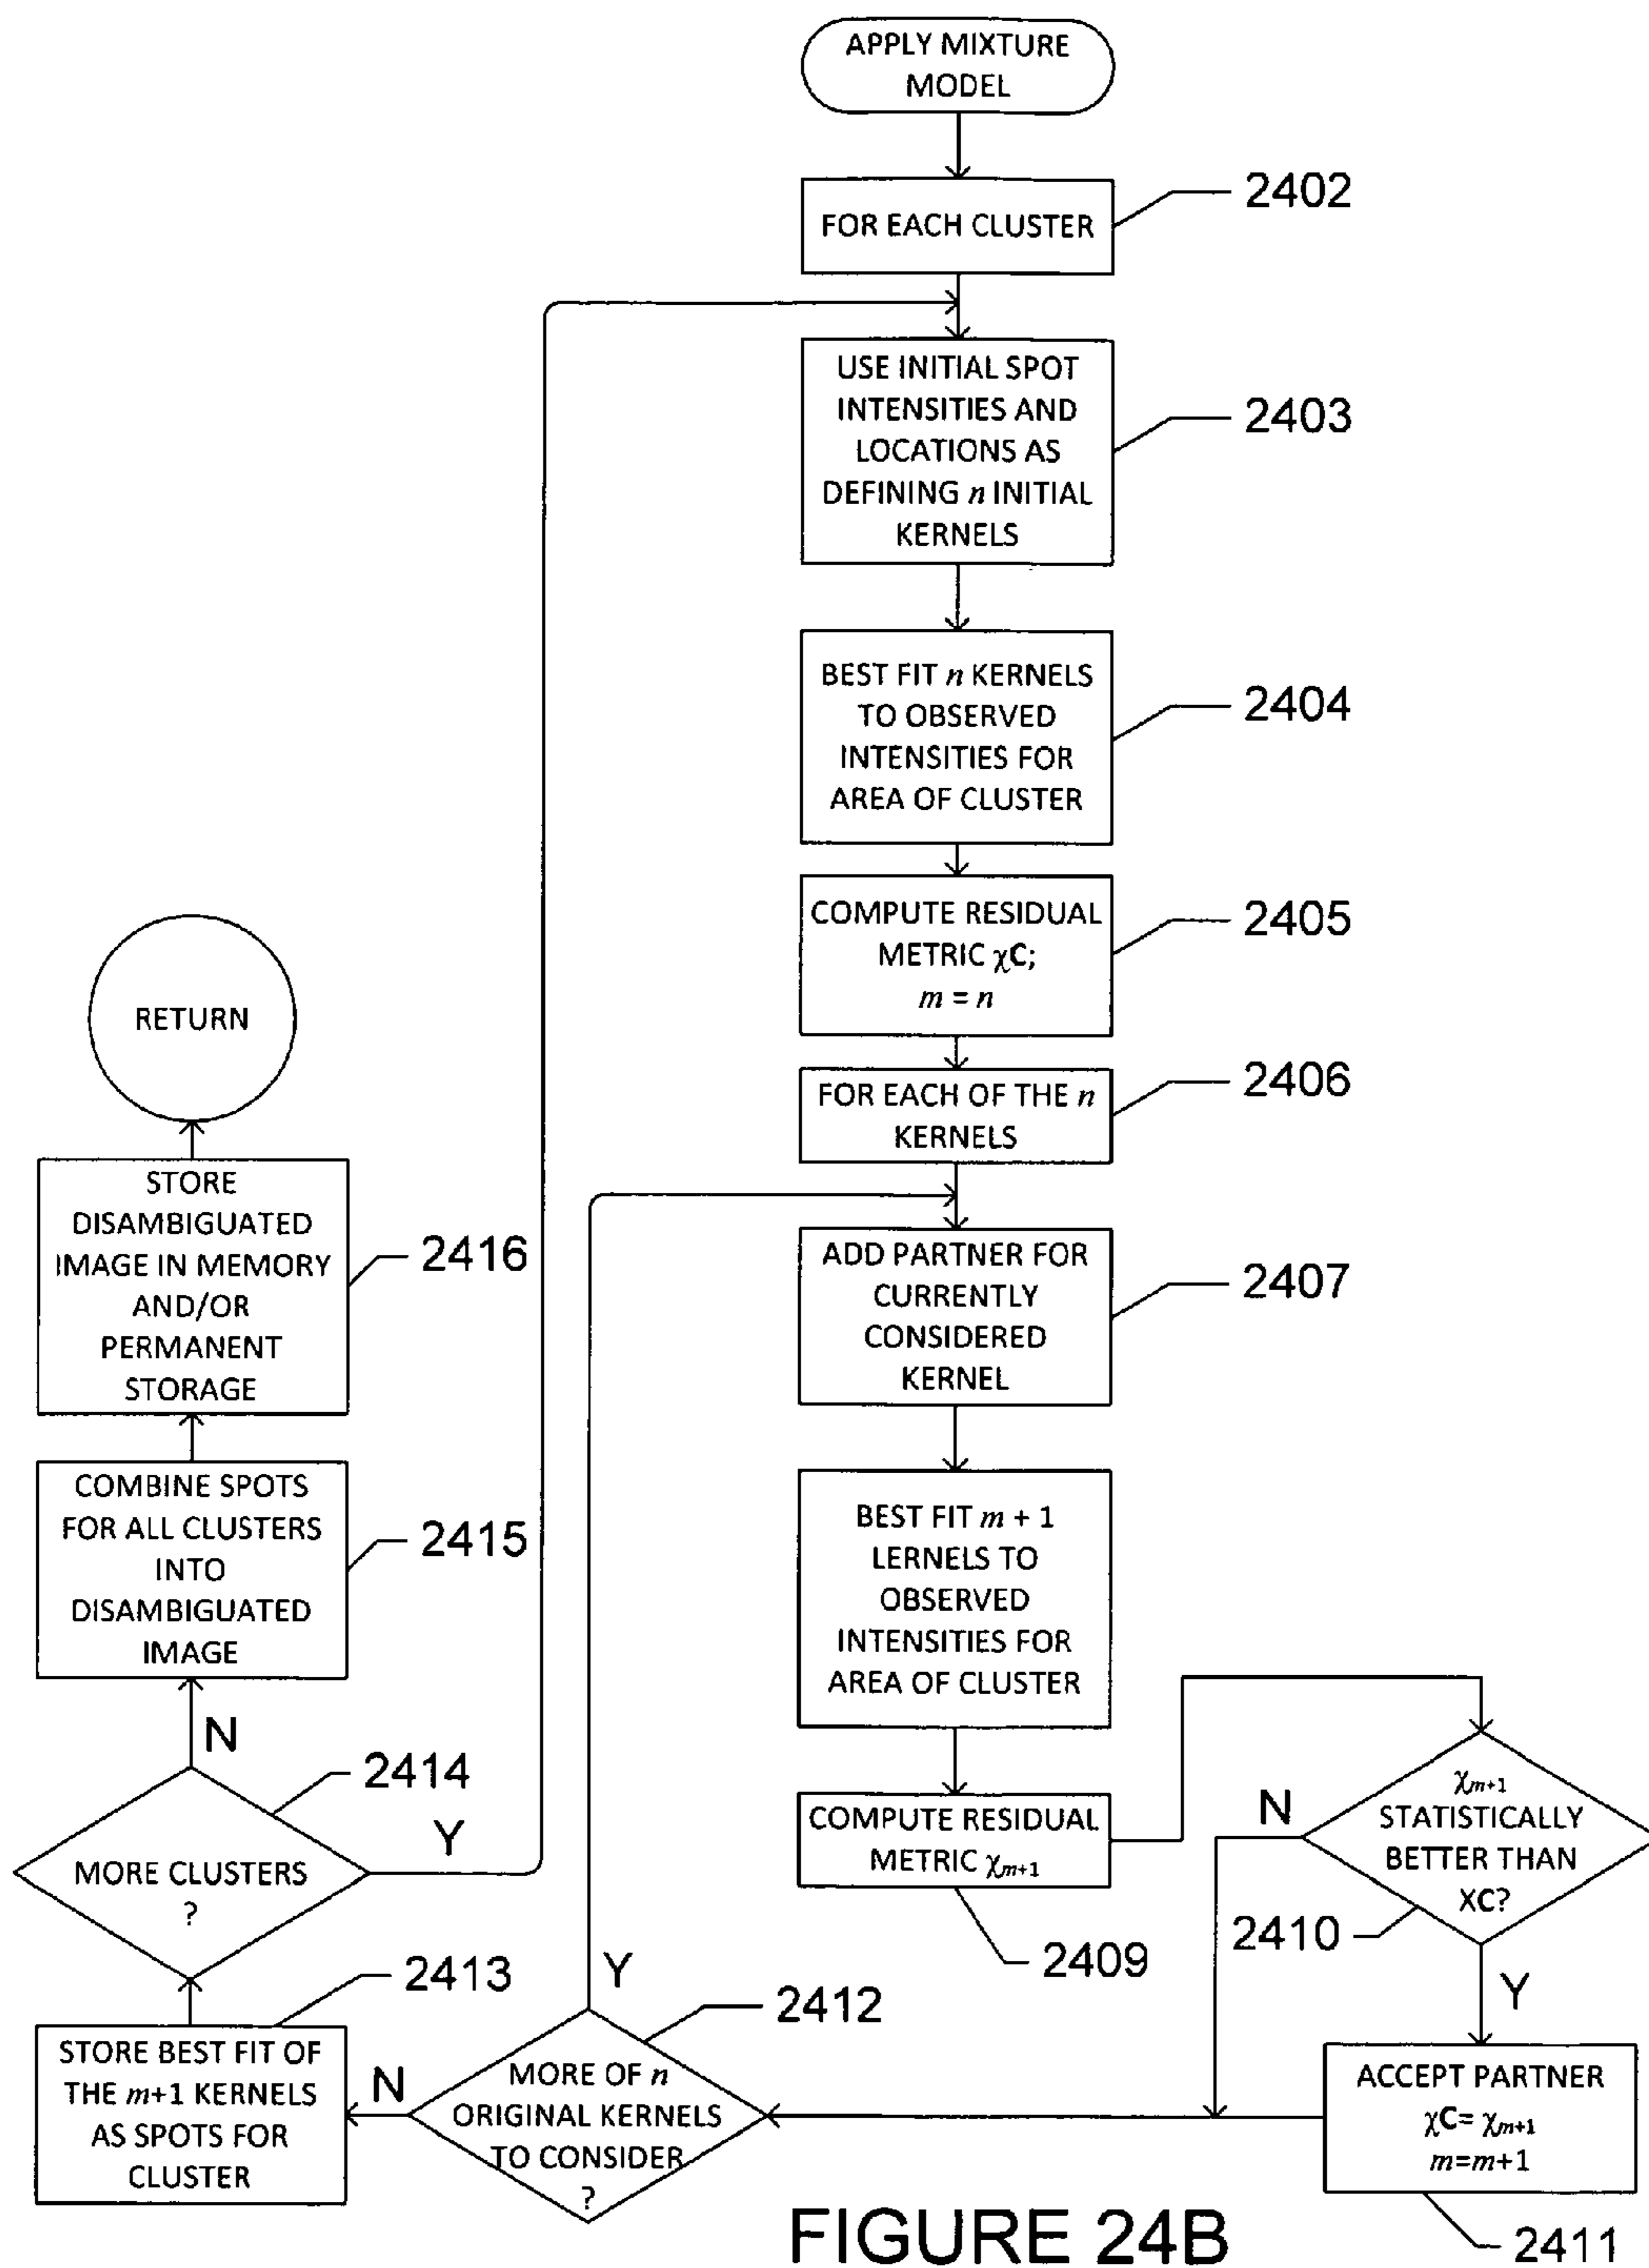 APPLY MIXTURE
MODEL
2402
FOR EACH CLUSTER
USE INITIAL SPOT
INTENSITIES AND
LOCATIONS AS
DEFINING n INITIAL
KERNELS
2403
BEST FIT n KERNELS
TO OBSERVED
INTENSITIES FOR
AREA OF CLUSTER
2404
COMPUTE RESIDUAL
METRIC χC;
m = n
2405
FOR EACH OF THE n
KERNELS
2406
ADD PARTNER FOR
CURRENTLY
CONSIDERED
KERNEL
2407
BEST FIT m + 1
LERNELS TO
OBSERVED
INTENSITIES FOR
AREA OF CLUSTER
COMPUTE RESIDUAL
METRIC χm+1
2409
χm+1
STATISTICALLY
BETTER THAN
XC?
2410
N
Y
ACCEPT PARTNER
χC= χm+1
m=m+1
2411
MORE OF n
ORIGINAL KERNELS
TO CONSIDER
?
2412
Y
N
STORE BEST FIT OF
THE m+1 KERNELS
AS SPOTS FOR
CLUSTER
2413
MORE CLUSTERS
?
2414
Y
N
COMBINE SPOTS
FOR ALL CLUSTERS
INTO
DISAMBIGUATED
IMAGE
2415
STORE
DISAMBIGUATED
IMAGE IN MEMORY
AND/OR
PERMANENT
STORAGE
2416
RETURN
FIGURE 24B